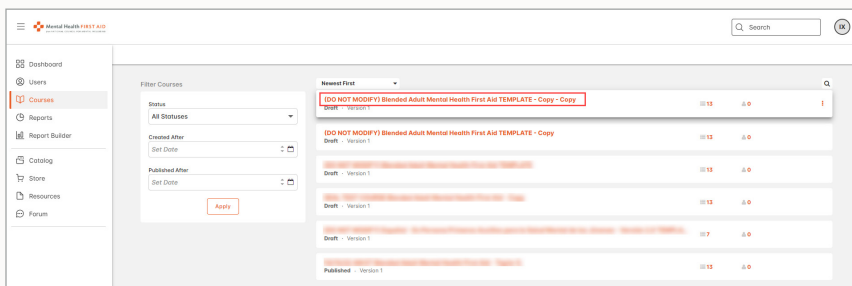 Mental Health FIRST AID
Search
IX
Dashboard
Users
Courses
Reports
Report Builder
Catalog
Store
Resources
Forum
Filter Courses
Status
All Statuses
Created After
Set Date
Published After
Set Date
Apply
Newest First
(DO NOT MODIFY) Blended Adult Mental Health First Aid TEMPLATE - Copy - Copy
Draft - Version 1
13
0
(DO NOT MODIFY) Blended Adult Mental Health First Aid TEMPLATE - Copy
Draft - Version 1
13
0
Draft - Version 1
13
0
Draft - Version 1
13
0
Draft - Version 1
7
0
Published - Version 1
13
0